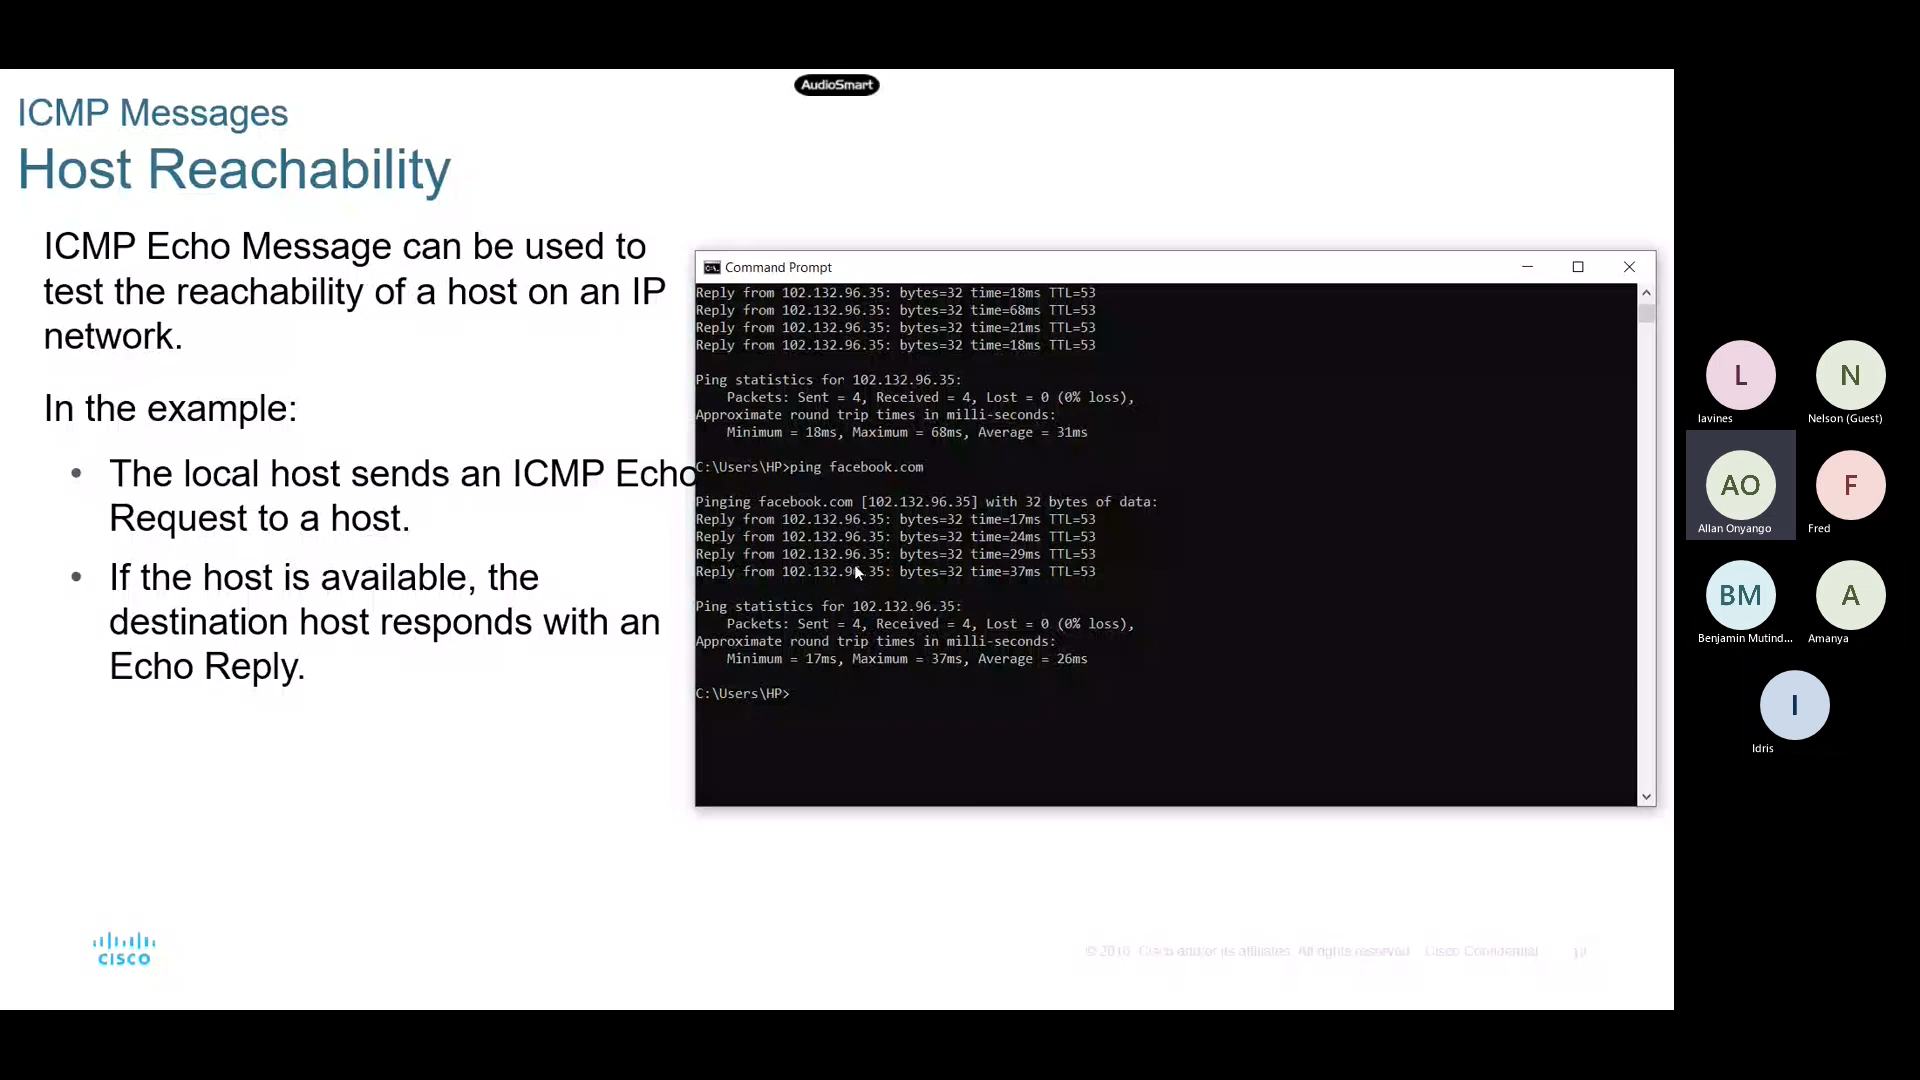 AudioSmart
ICMP Messages
Host Reachability
ICMP Echo Message can be used to
test the reachability of a host on an IP
network.
In the example:
• The local host sends an ICMP Echo
Request to a host.
• If the host is available, the
destination host responds with an
Echo Reply.
Command Prompt
Reply from 102.132.96.35: bytes=32 time=18ms TTL=53
Reply from 102.132.96.35: bytes=32 time=68ms TTL=53
Reply from 102.132.96.35: bytes=32 time=21ms TTL=53
Reply from 102.132.96.35: bytes=32 time=18ms TTL=53
Ping statistics for 102.132.96.35:
Packets: Sent = 4, Received = 4, Lost = 0 (0% loss),
Approximate round trip times in milli-seconds:
Minimum = 18ms, Maximum = 68ms, Average = 31ms
C:\Users\HP>ping facebook.com
Pinging facebook.com [102.132.96.35] with 32 bytes of data:
Reply from 102.132.96.35: bytes=32 time=17ms TTL=53
Reply from 102.132.96.35: bytes=32 time=24ms TTL=53
Reply from 102.132.96.35: bytes=32 time=29ms TTL=53
Reply from 102.132.96.35: bytes=32 time=37ms TTL=53
Ping statistics for 102.132.96.35:
Packets: Sent = 4, Received = 4, Lost = 0 (0% loss),
Approximate round trip times in milli-seconds:
Minimum = 17ms, Maximum = 37ms, Average = 26ms
C:\Users\HP>
CISCO
Cisco and/or its affiliates. All rights reserved. Cisco Confidential
L
lavines
N
Nelson (Guest)
AO
Allan Onyango
F
Fred
BM
Benjamin Mutind...
A
Amanya
I
Idris